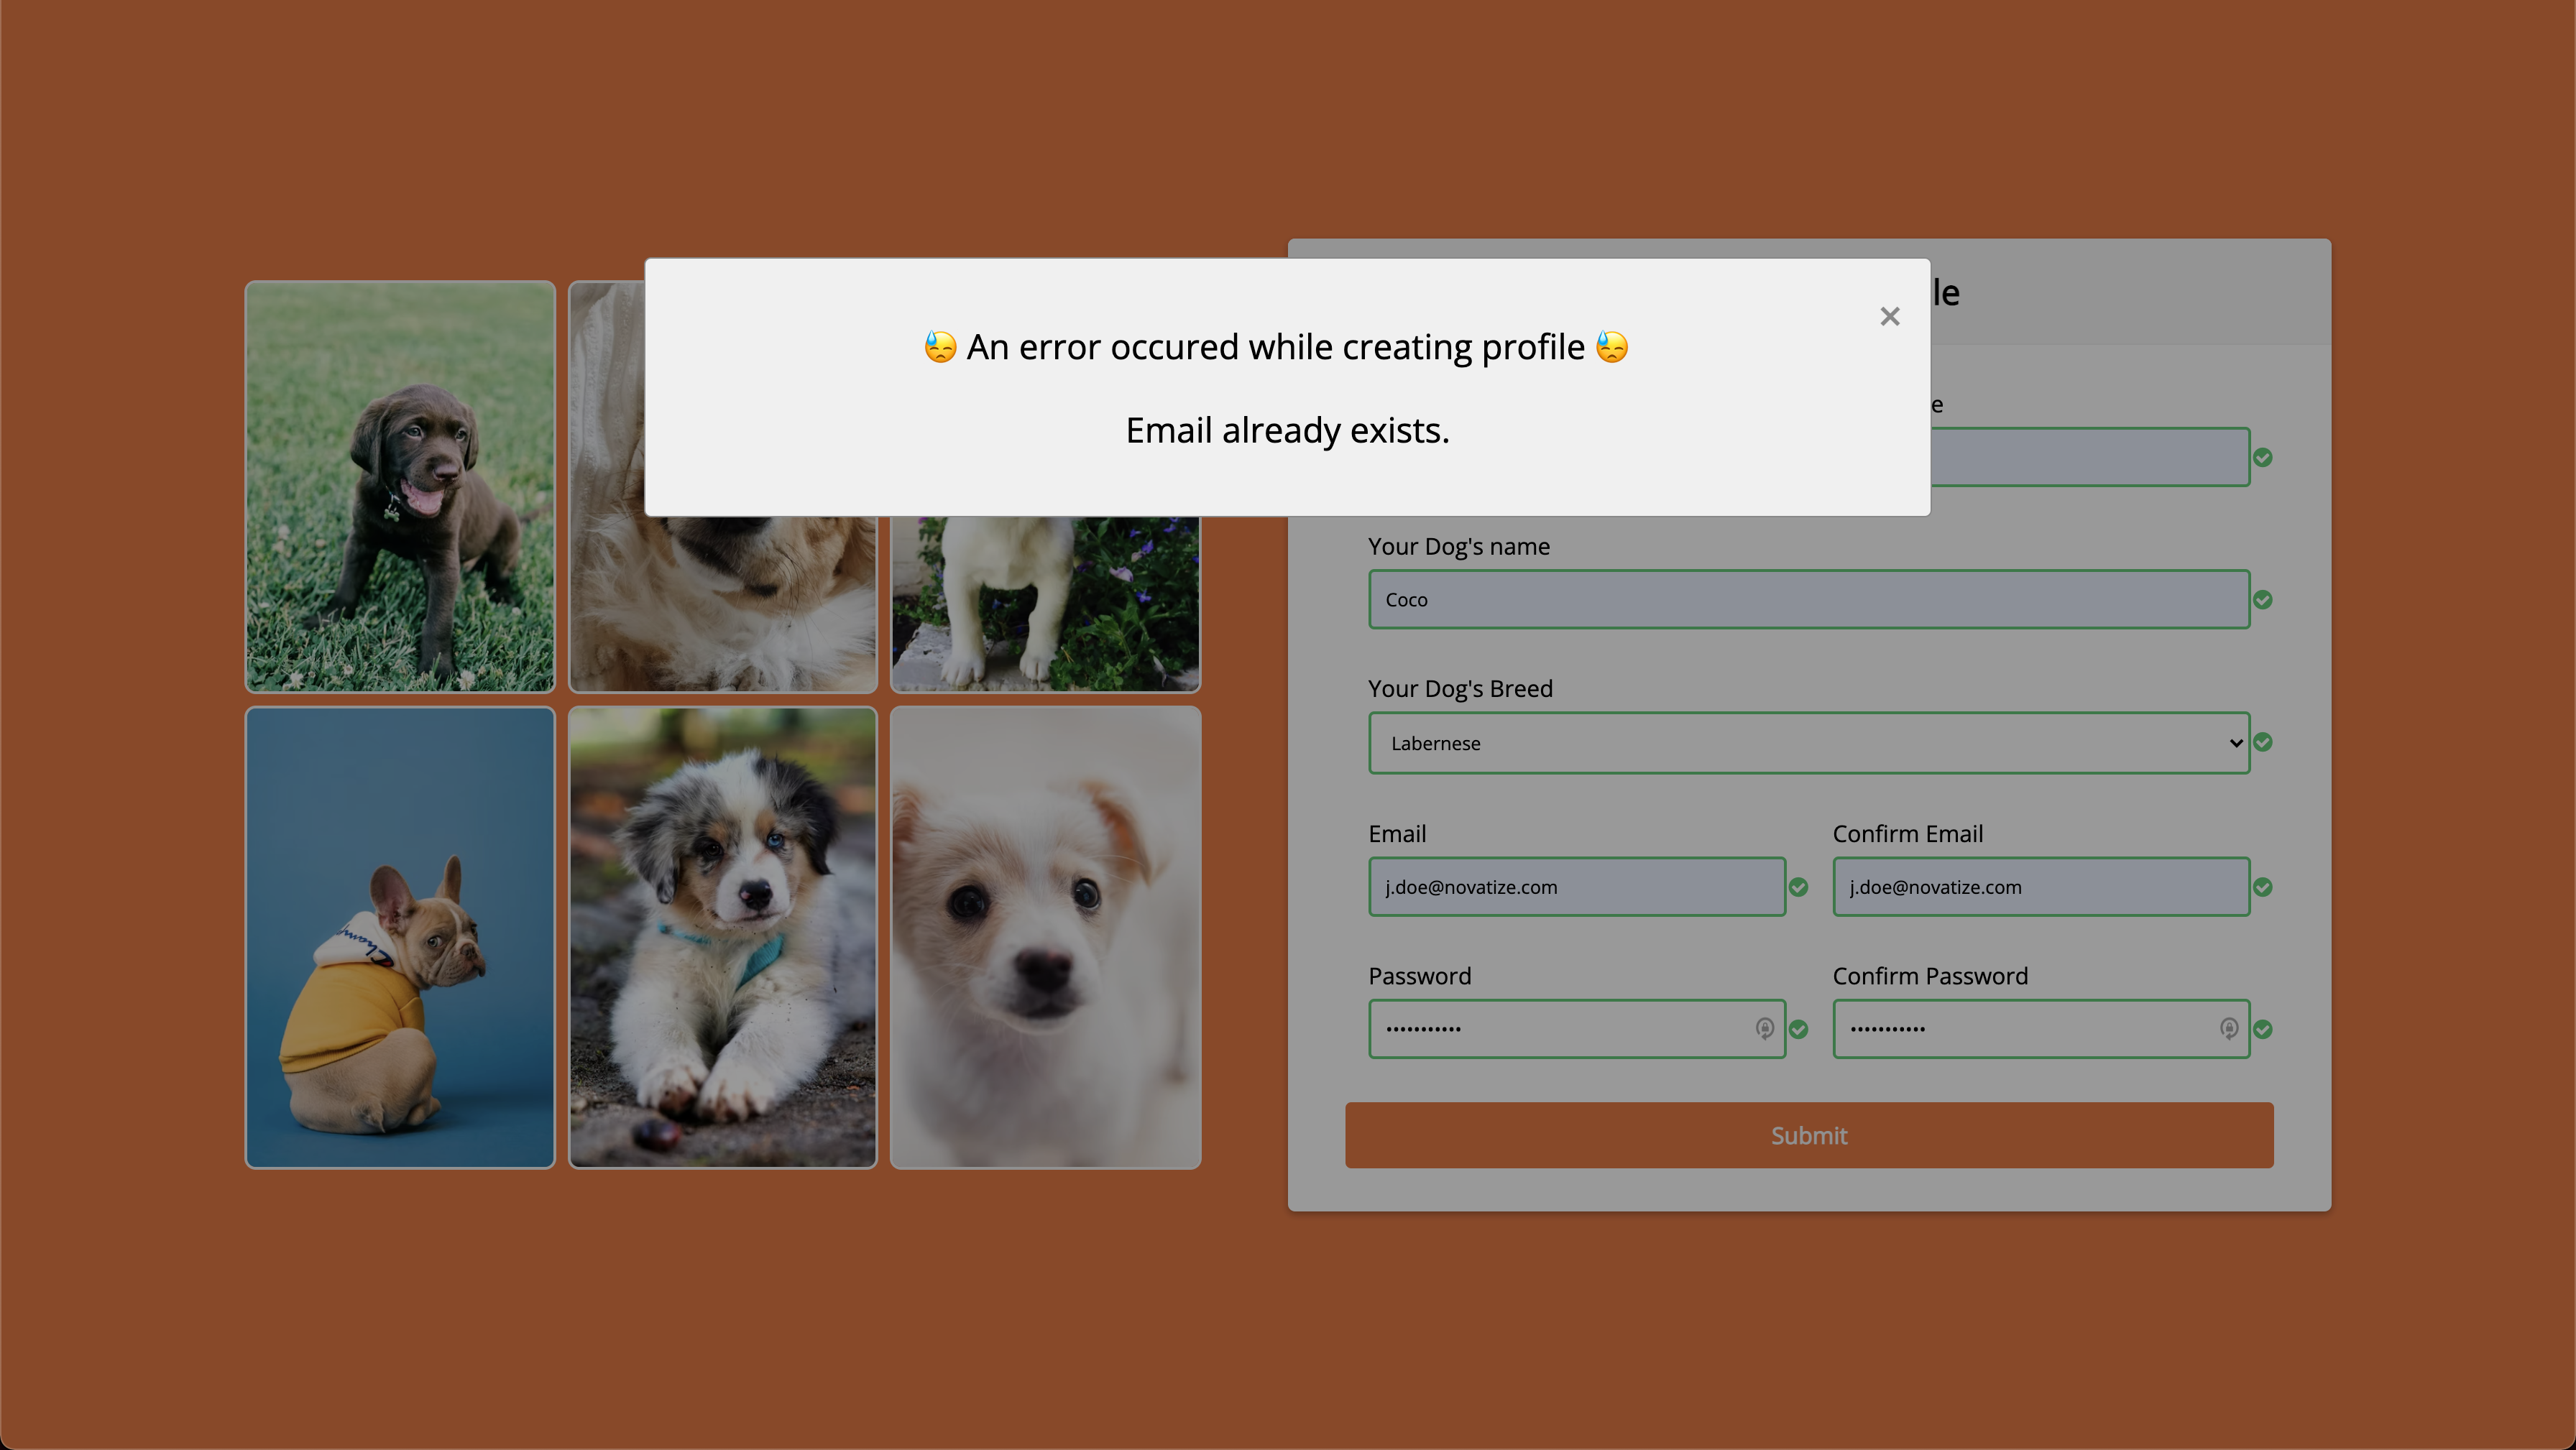 😓 An error occured while creating profile 😓
Email already exists.
Your Dog's name
Coco
Your Dog's Breed
Labernese
Email
Confirm Email
j.doe@novatize.com
j.doe@novatize.com
Password
Confirm Password
•••••••••••
•••••••••••
Submit